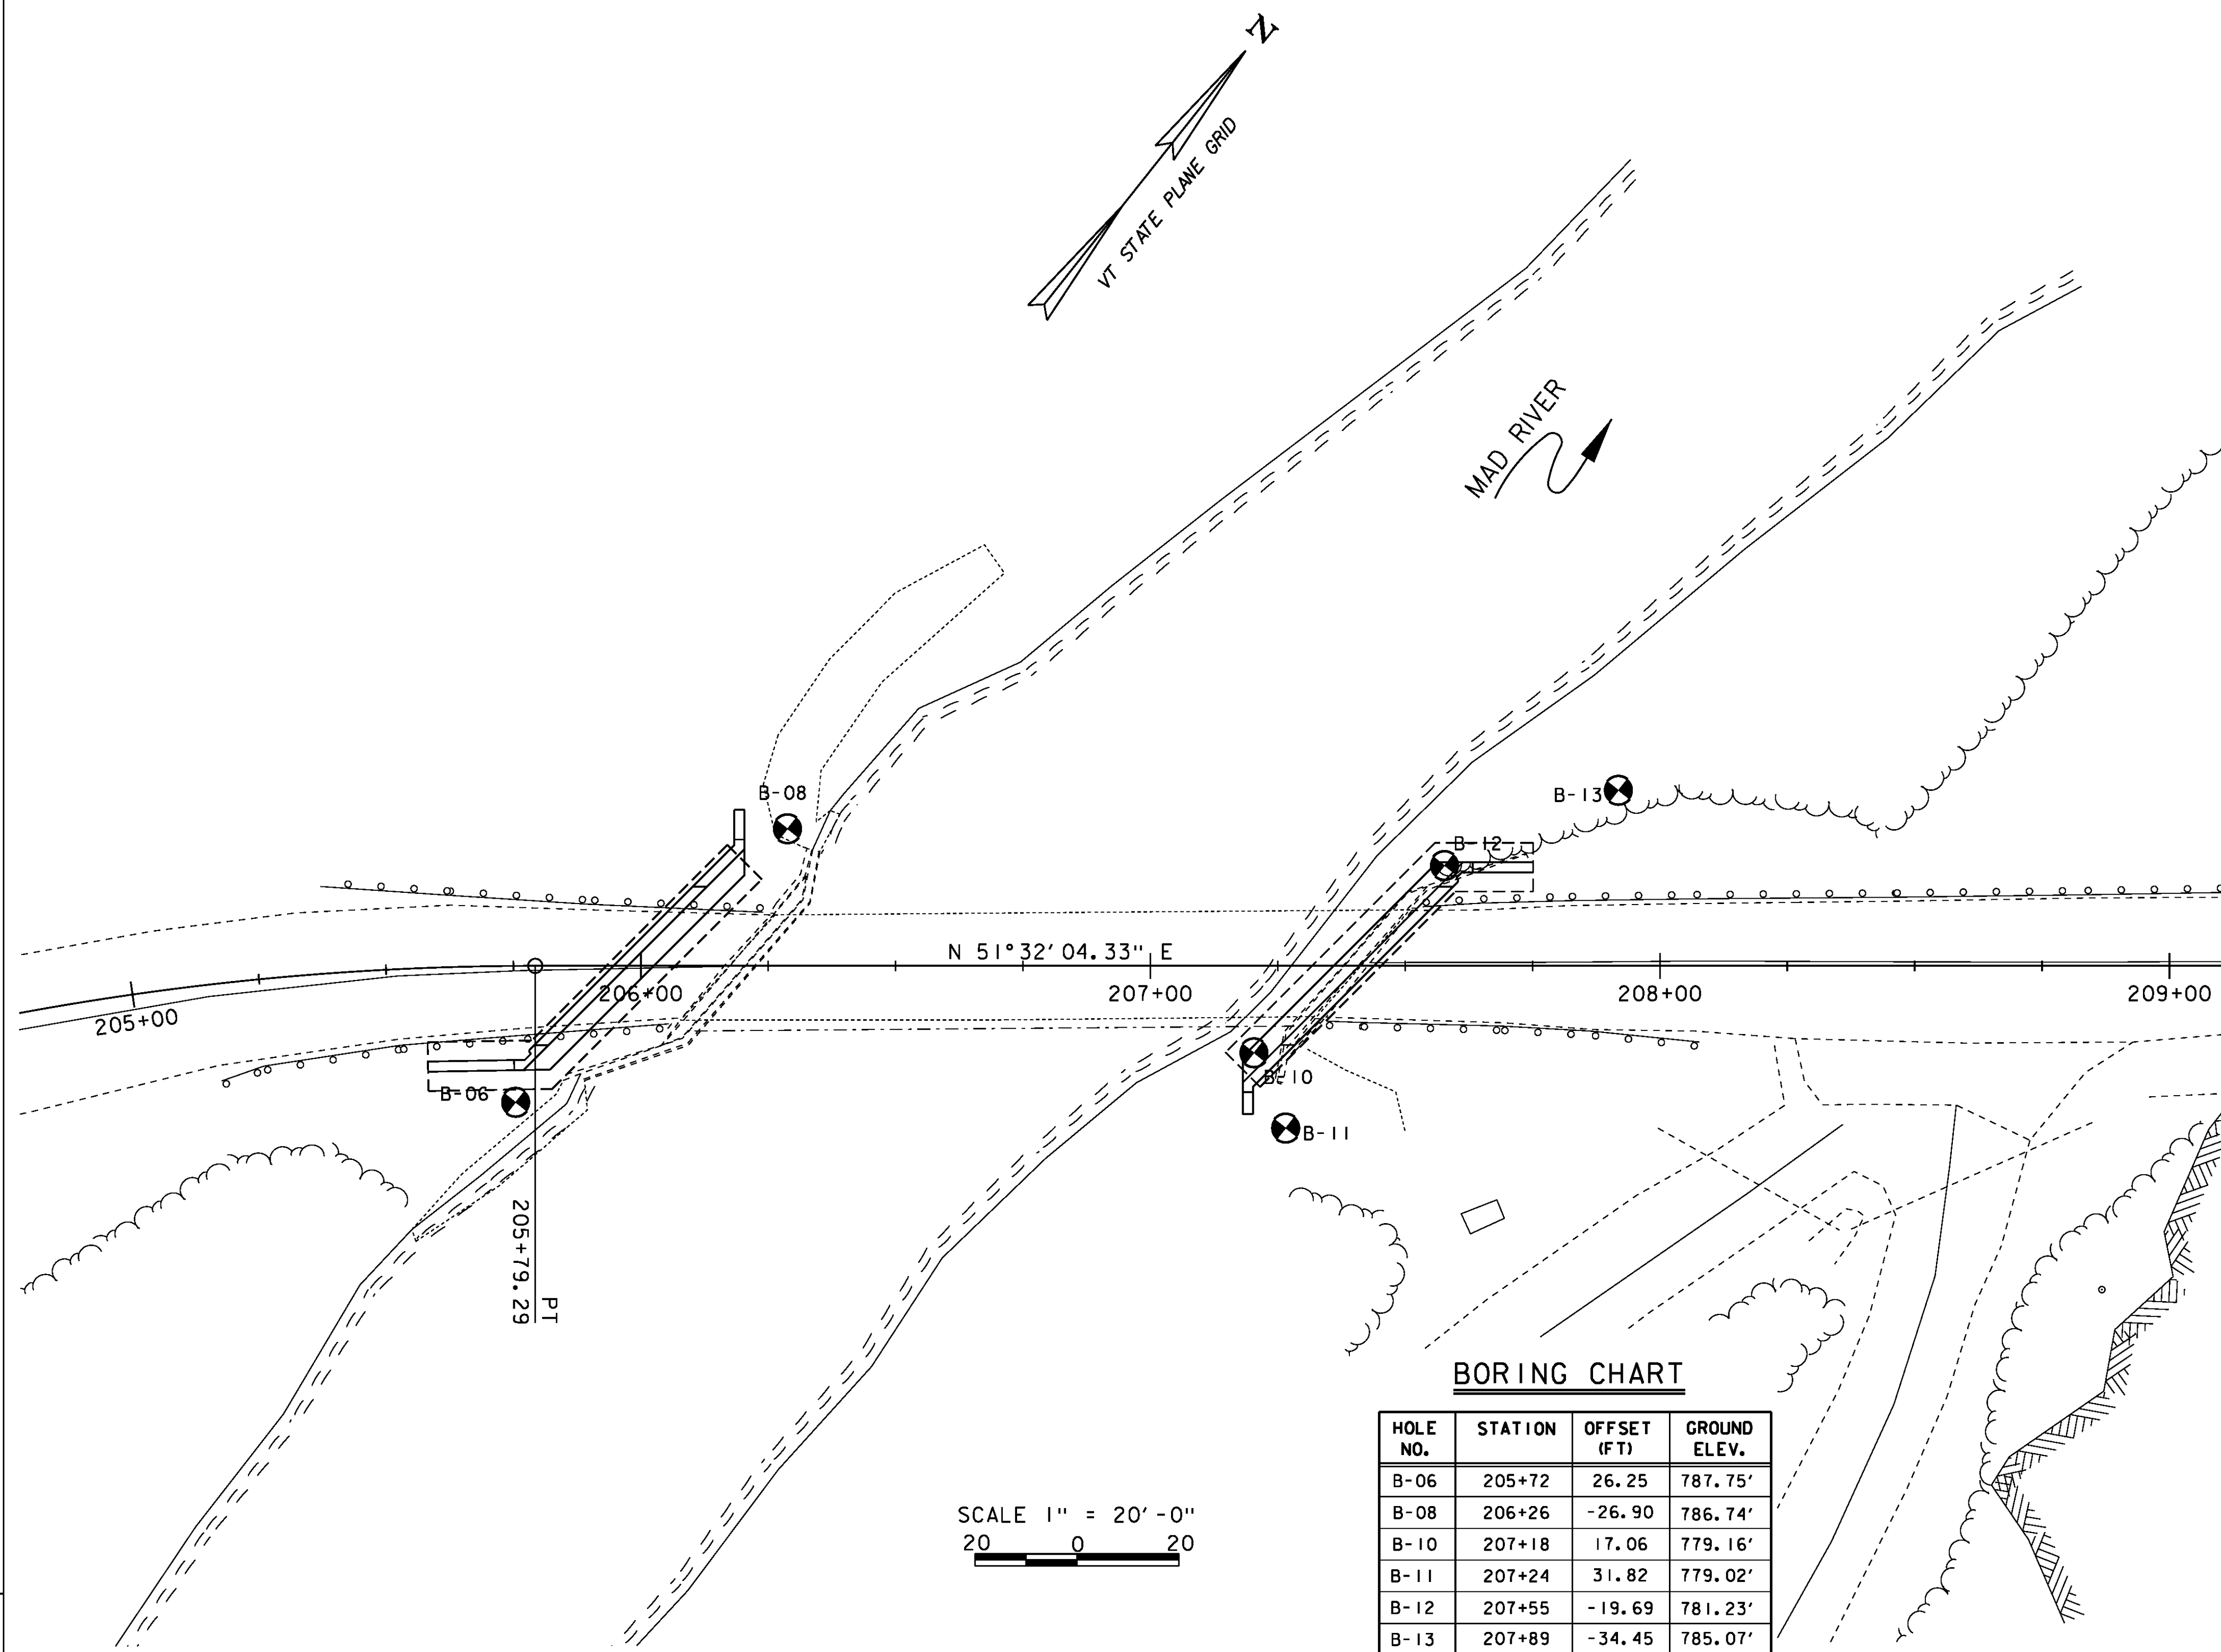 N
VT STATE PLANE GRID
MAD RIVER
B-08
B-13
B-12
N 51°32'04.33" E
205+00
206+00
207+00
208+00
209+00
B-06
B-10
B-11
205+79.29
PT
BORING CHART
HOLE NO. STATION OFFSET (FT) GROUND ELEV.
B-06 205+72 26.25 787.75'
B-08 206+26 -26.90 786.74'
B-10 207+18 17.06 779.16'
B-11 207+24 31.82 779.02'
B-12 207+55 -19.69 781.23'
B-13 207+89 -34.45 785.07'
SCALE 1" = 20'-0"
20 0 20